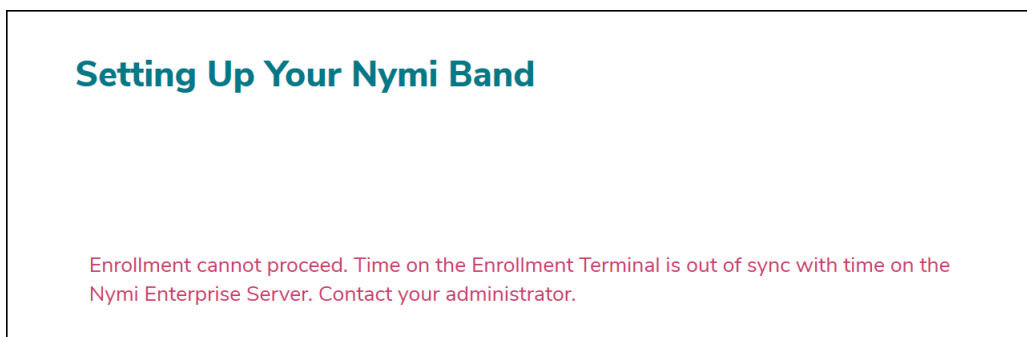 Setting Up Your Nymi Band
Enrollment cannot proceed. Time on the Enrollment Terminal is out of sync with time on the
Nymi Enterprise Server. Contact your administrator.